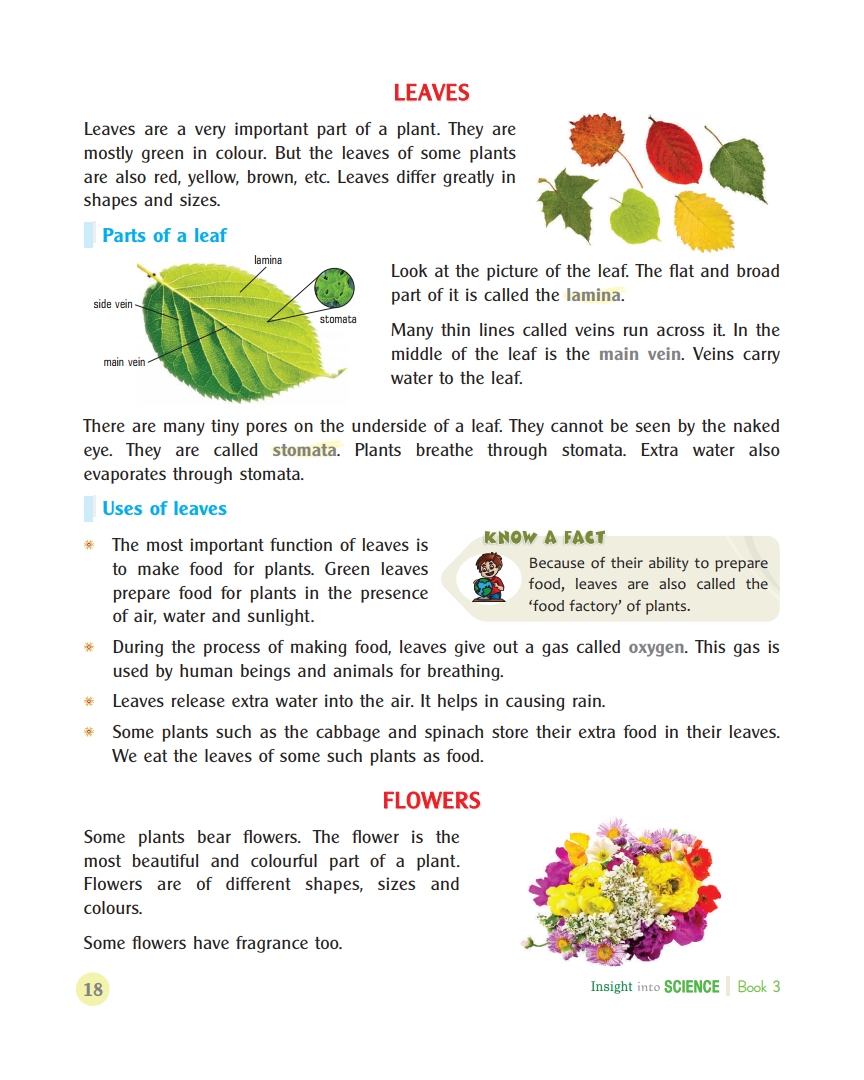 LEAVES
Leaves are a very important part of a plant. They are
mostly green in colour. But the leaves of some plants
are also red, yellow, brown, etc. Leaves differ greatly in
shapes and sizes.
Parts of a leaf
lamina
side vein
stomata
main vein
Look at the picture of the leaf. The flat and broad
part of it is called the lamina.
Many thin lines called veins run across it. In the
middle of the leaf is the main vein. Veins carry
water to the leaf.
There are many tiny pores on the underside of a leaf. They cannot be seen by the naked
eye. They are called stomata. Plants breathe through stomata. Extra water also
evaporates through stomata.
Uses of leaves
The most important function of leaves is
to make food for plants. Green leaves
prepare food for plants in the presence
of air, water and sunlight.
KNOW A FACT
Because of their ability to prepare
food, leaves are also called the
‘food factory’ of plants.
During the process of making food, leaves give out a gas called oxygen. This gas is
used by human beings and animals for breathing.
Leaves release extra water into the air. It helps in causing rain.
Some plants such as the cabbage and spinach store their extra food in their leaves.
We eat the leaves of some such plants as food.
FLOWERS
Some plants bear flowers. The flower is the
most beautiful and colourful part of a plant.
Flowers are of different shapes, sizes and
colours.
Some flowers have fragrance too.
18
Insight into SCIENCE Book 3